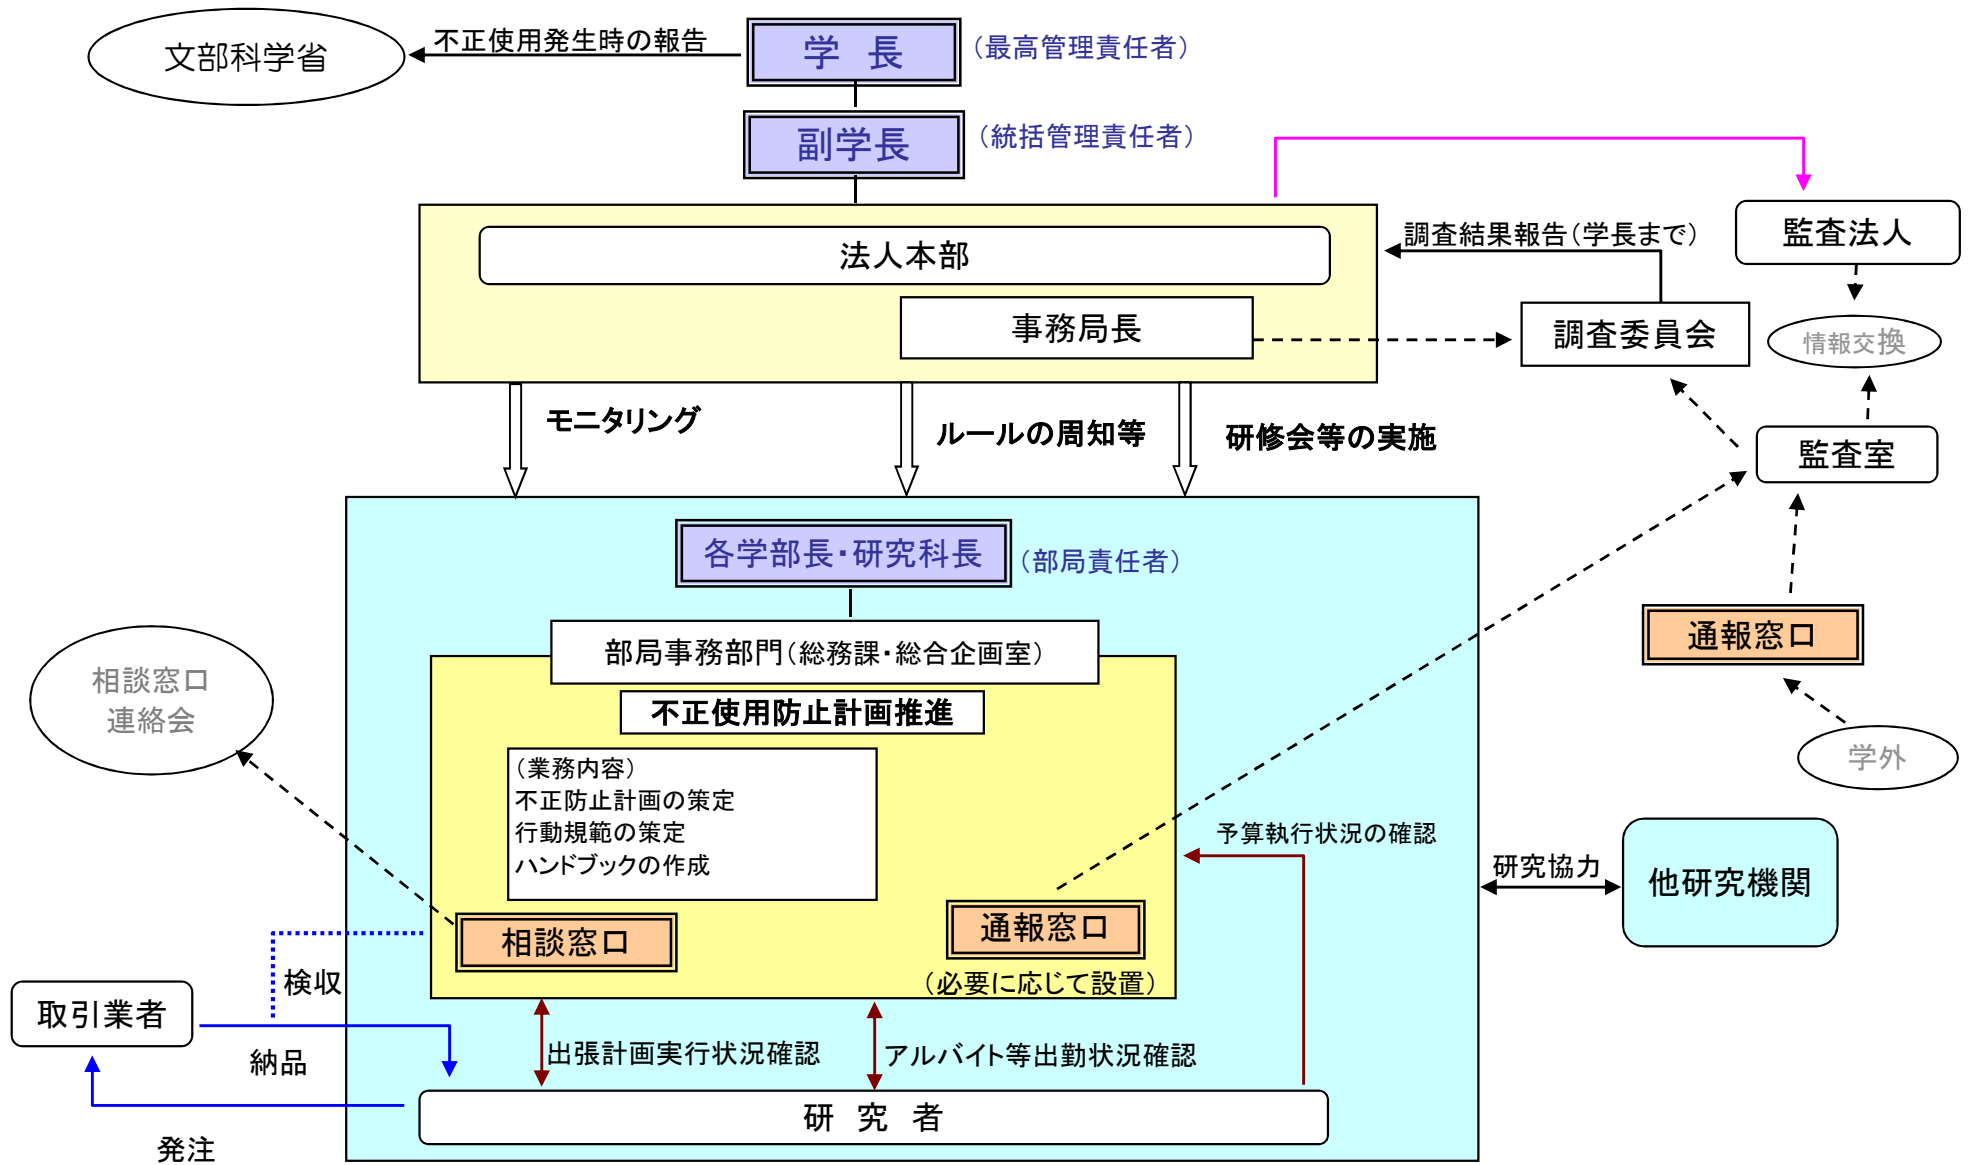 文部科学省
不正使用発生時の報告
学　長
（最高管理責任者）
副学長
（統括管理責任者）
法人本部
事務局長
調査結果報告（学長まで）
監査法人
調査委員会
情報交換
監査室
モニタリング
ルールの周知等
研修会等の実施
各学部長・研究科長
（部局責任者）
部局事務部門（総務課・総合企画室）
不正使用防止計画推進
（業務内容）
不正防止計画の策定
行動規範の策定
ハンドブックの作成
相談窓口
連絡会
通報窓口
学外
予算執行状況の確認
研究協力
他研究機関
相談窓口
通報窓口
（必要に応じて設置）
検収
取引業者
納品
発注
出張計画実行状況確認
アルバイト等出勤状況確認
研　究　者